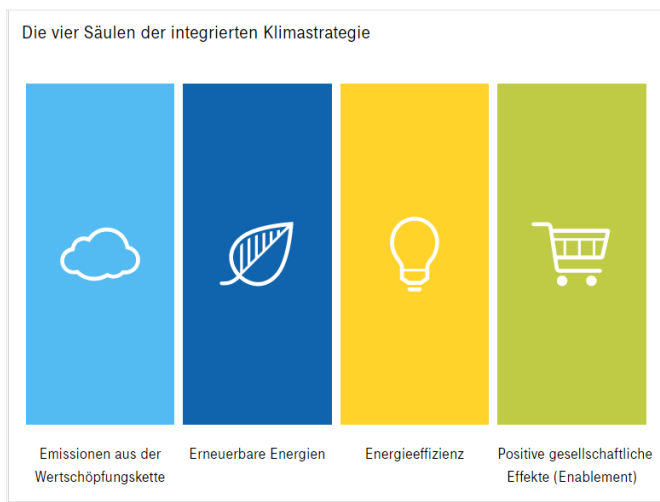 Die vier Säulen der integrierten Klimastrategie
Emissionen aus der
Wertschöpfungskette
Erneuerbare Energien
Energieeffizienz
Positive gesellschaftliche
Effekte (Enablement)